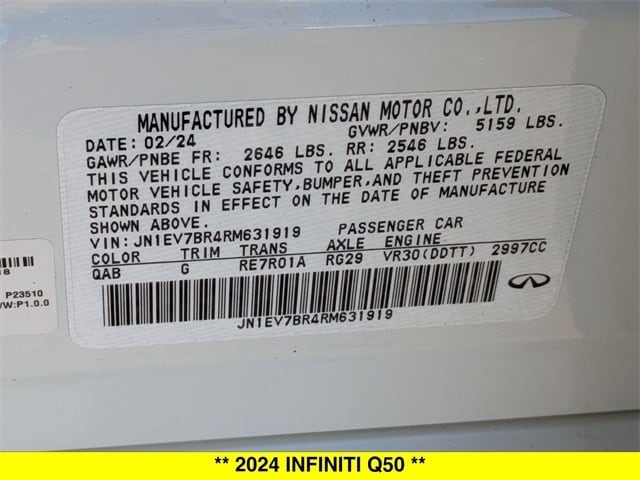 MANUFACTURED BY NISSAN MOTOR CO.,LTD.
DATE: 02/24 GVWR/PNBV: 5159 LBS.
GAWR/PNBE FR: 2646 LBS. RR: 2546 LBS.
THIS VEHICLE CONFORMS TO ALL APPLICABLE FEDERAL
MOTOR VEHICLE SAFETY,BUMPER,AND THEFT PREVENTION
STANDARDS IN EFFECT ON THE DATE OF MANUFACTURE
SHOWN ABOVE.
VIN: JN1EV7BR4RM631919 PASSENGER CAR
COLOR TRIM TRANS AXLE ENGINE
QAB G RE7R01A RG29 VR30(DDTT) 2997CC
JN1EV7BR4RM631919
P23510
W:P1.0.0
** 2024 INFINITI Q50 **